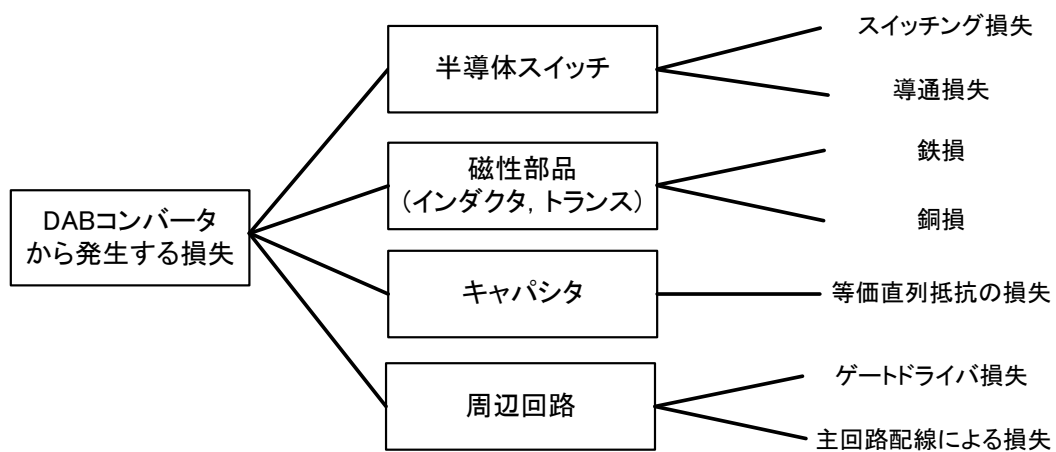 DABコンバータ
から発生する損失
半導体スイッチ
スイッチング損失
導通損失
磁性部品
（インダクタ，トランス）
鉄損
銅損
キャパシタ
等価直列抵抗の損失
周辺回路
ゲートドライバ損失
主回路配線による損失